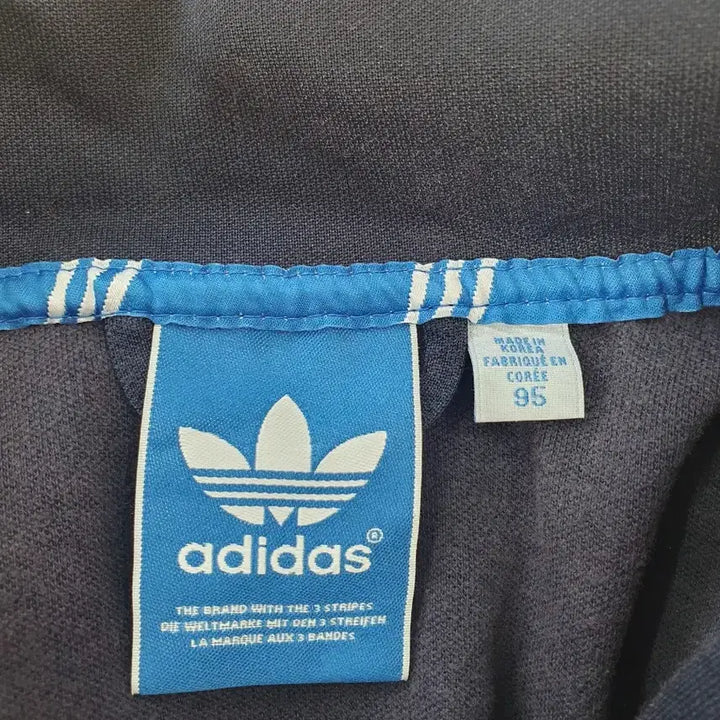 MADE IN
KOREA
FABRIQUÉ EN
CORÉE
95
adidas®
THE BRAND WITH THE 3 STRIPES
DIE WELTMARKE MIT DEN 3 STREIFEN
LA MARQUE AUX 3 BANDES